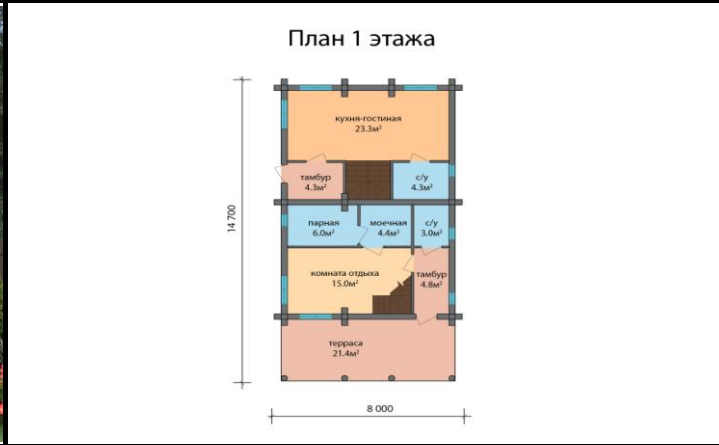 План 1 этажа
кухня-гостиная
23.3м²
тамбур
4.3м²
с/у
4.3м²
парная
6.0м²
моечная
4.4м²
с/у
3.0м²
комната отдыха
15.0м²
тамбур
4.8м²
терраса
21.4м²
14 700
8 000